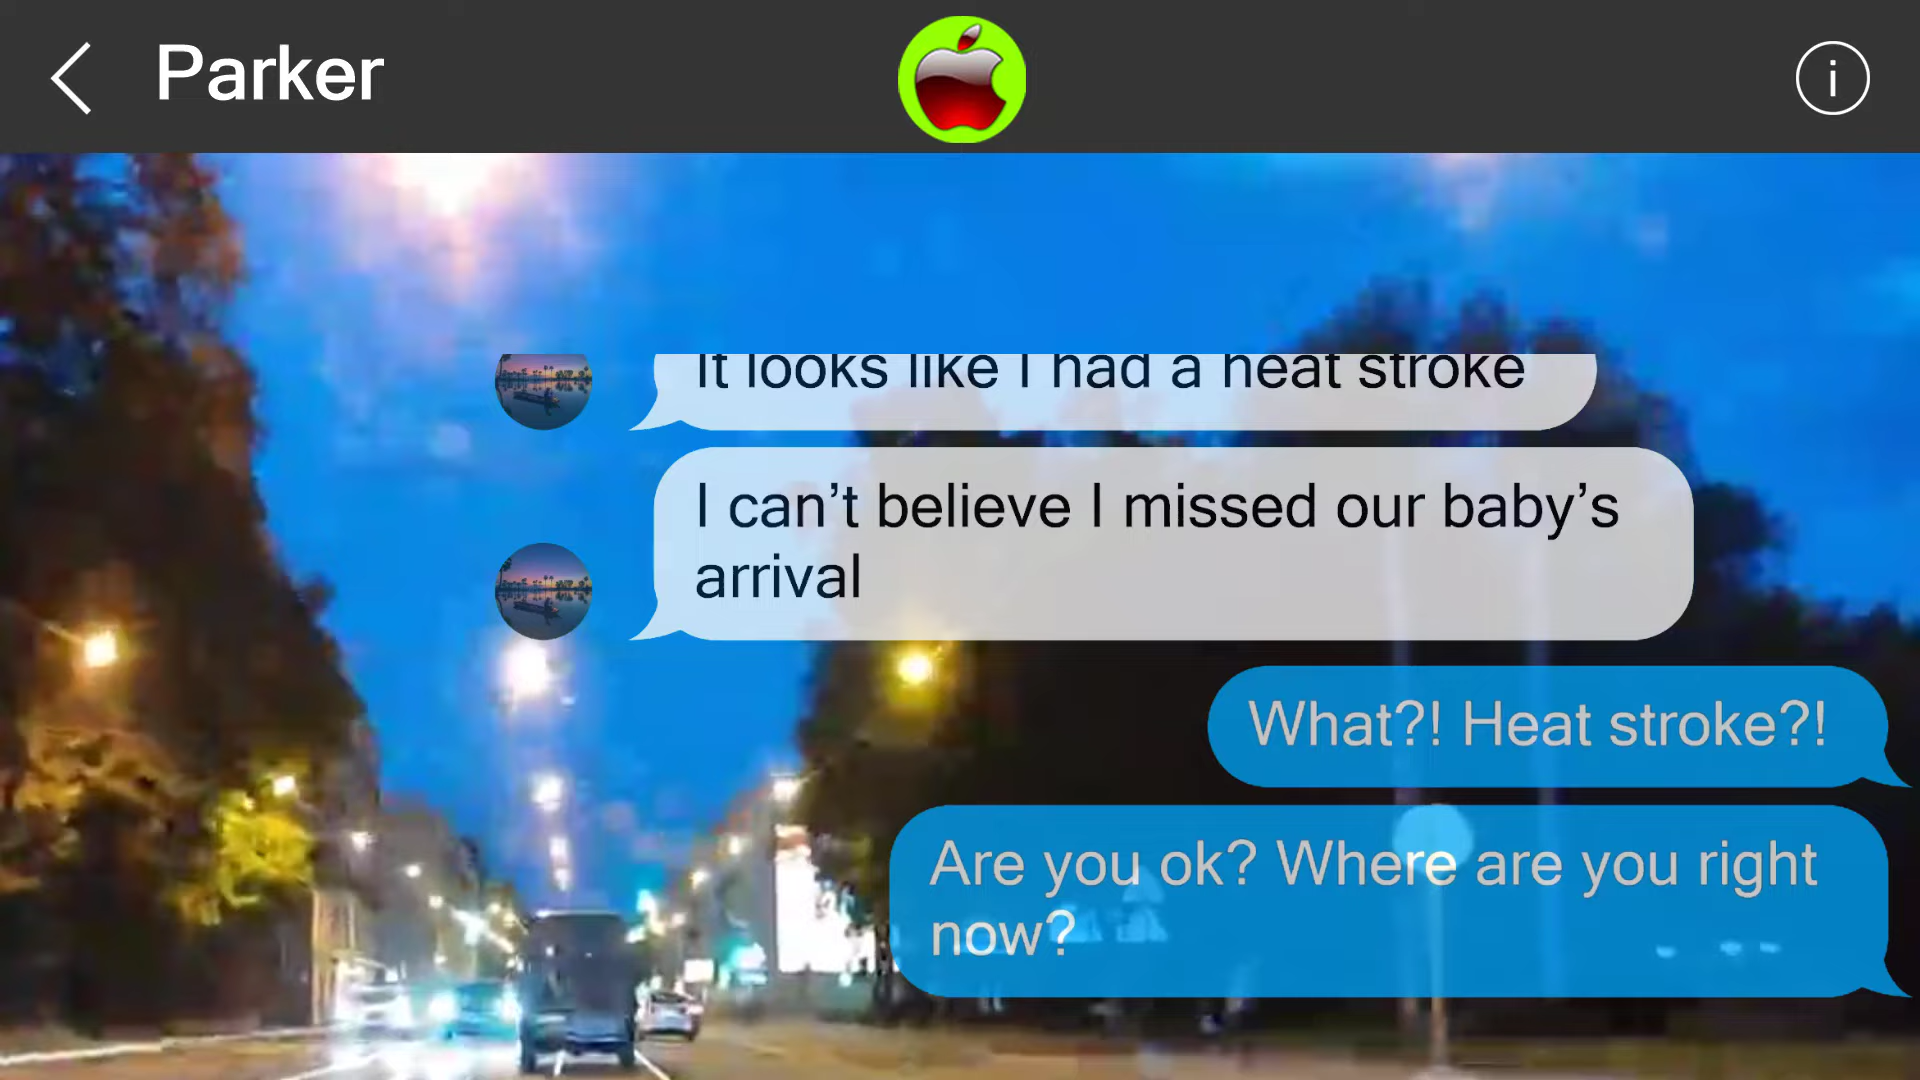 Parker
It looks like I had a heat stroke
I can’t believe I missed our baby’s
arrival
What?! Heat stroke?!
Are you ok? Where are you right
now?